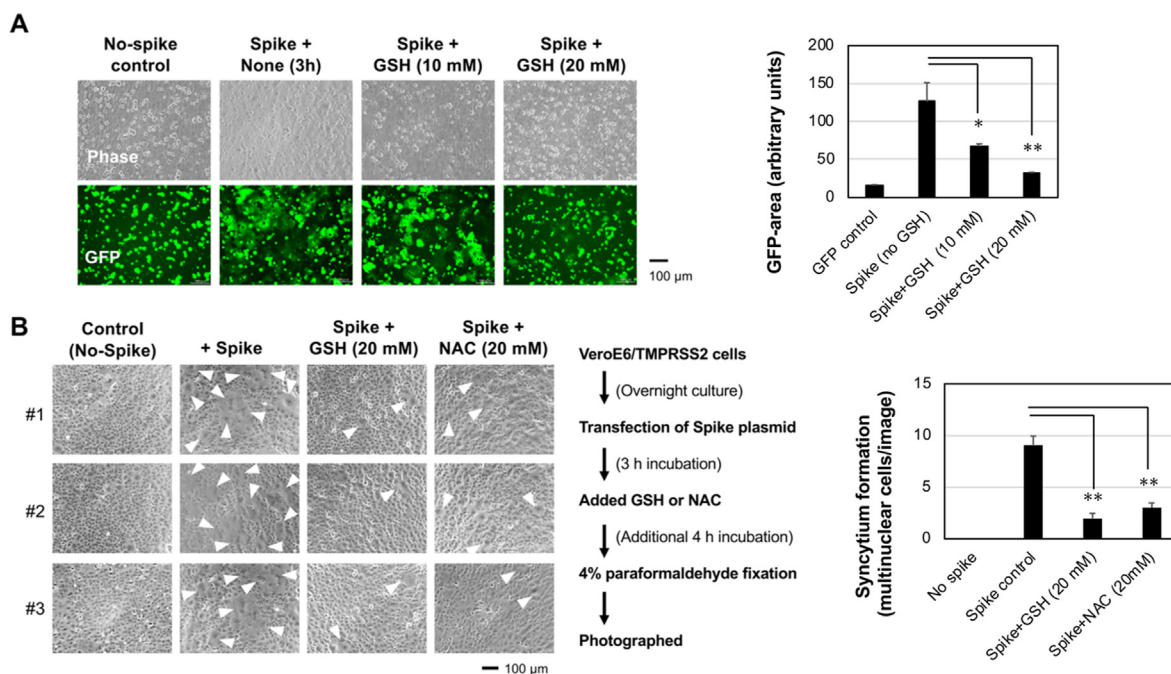 A
No-spike
control
Spike +
None (3h)
Spike +
GSH (10 mM)
Spike +
GSH (20 mM)
Phase
GFP
100 µm
GFP-area (arbitrary units)
200
150
100
50
0
*
**
GFP control
Spike (no GSH)
Spike+GSH (10 mM)
Spike+GSH (20 mM)
B
Control
(No-Spike)
+ Spike
Spike +
GSH (20 mM)
Spike +
NAC (20 mM)
#1
#2
#3
100 µm
VeroE6/TMPRSS2 cells
(Overnight culture)
Transfection of Spike plasmid
(3 h incubation)
Added GSH or NAC
(Additional 4 h incubation)
4% paraformaldehyde fixation
Photographed
Syncytium formation
(multinuclear cells/image)
15
10
5
0
**
**
No spike
Spike control
Spike+GSH (20 mM)
Spike+NAC (20mM)